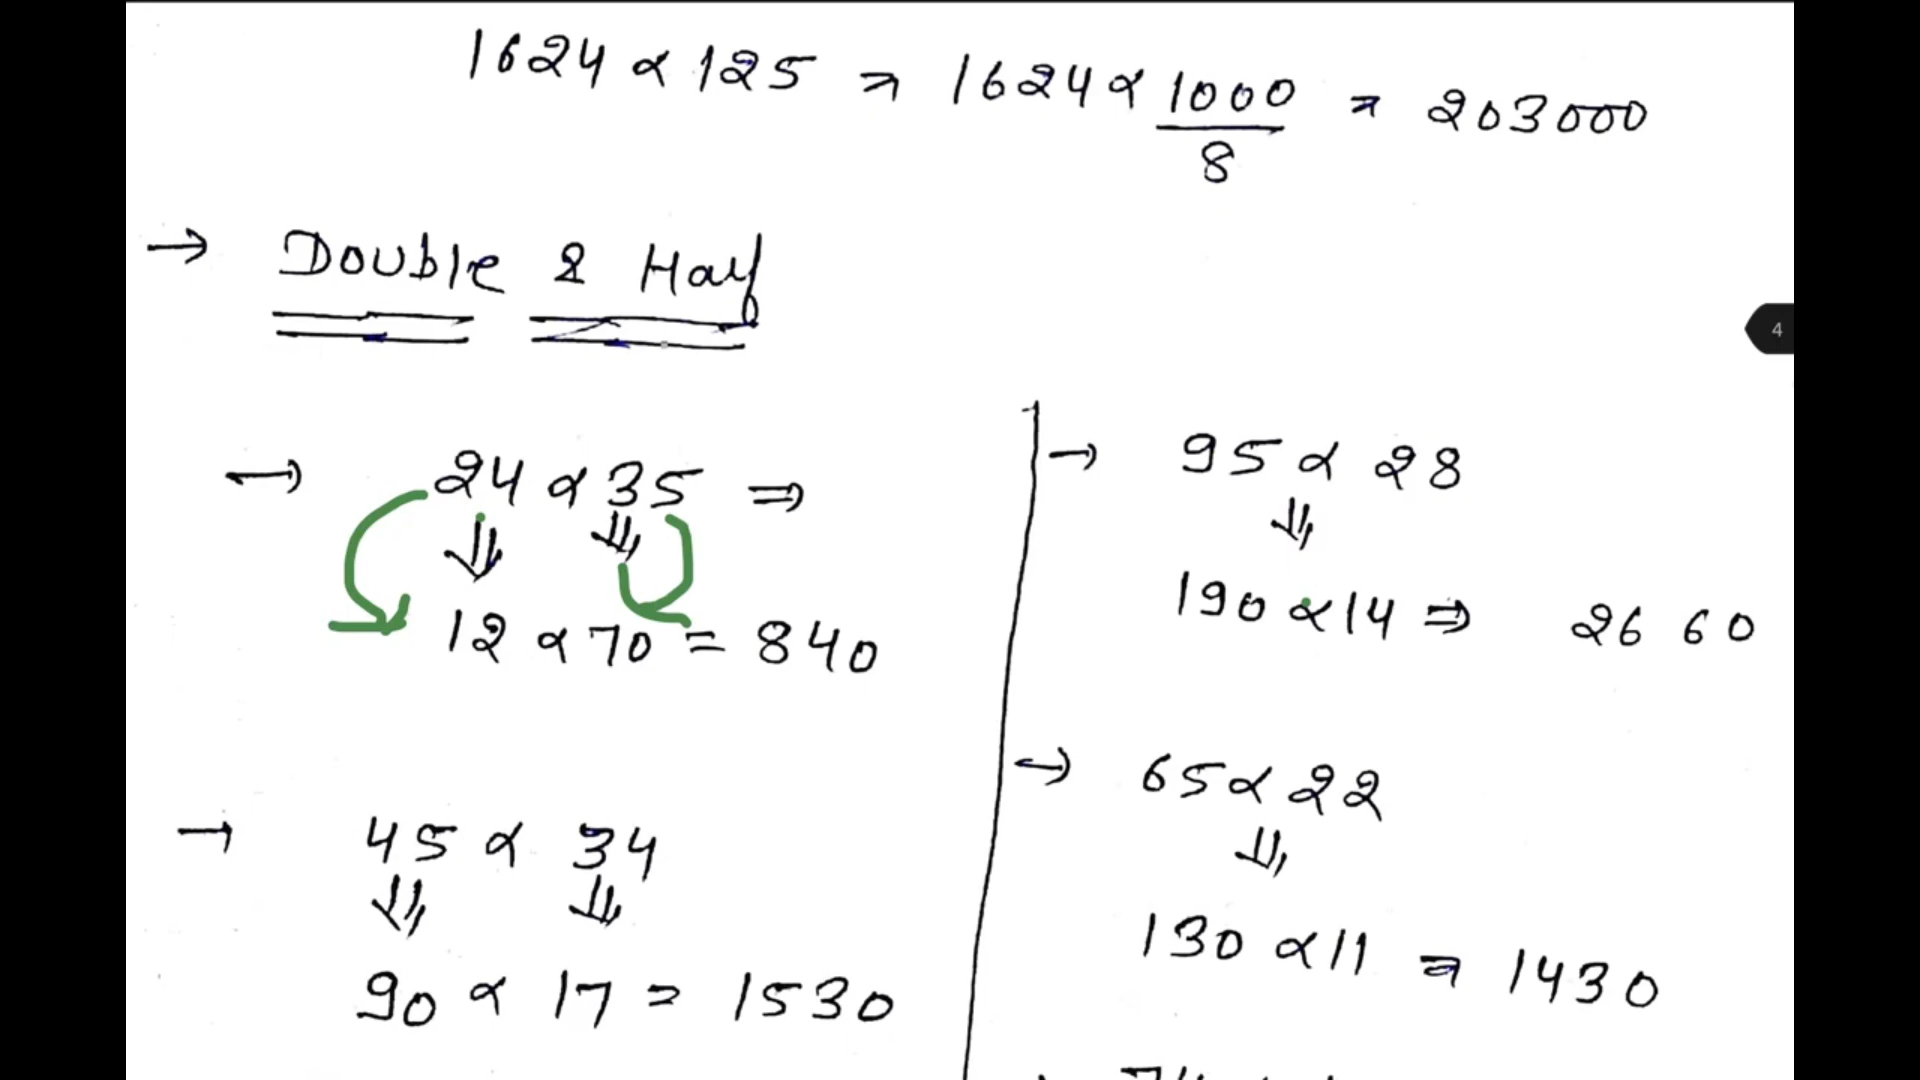 1624 × 125 = 1624 × 1000/8 = 203000
→ Double & Half
4
→ 24 × 35 ⇒
12 × 70 = 840
→ 45 × 34
90 × 17 = 1530
→ 95 × 28
190 × 14 ⇒ 2660
→ 65 × 22
130 × 11 = 1430